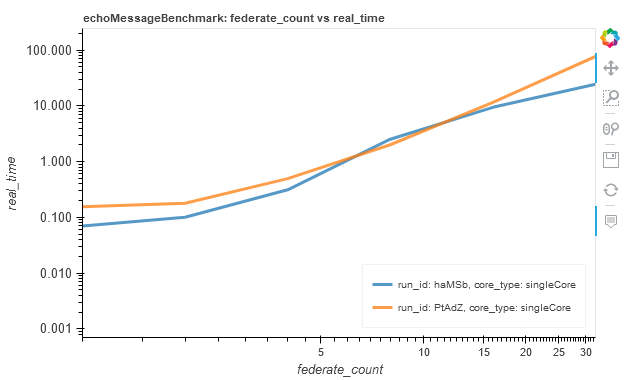 echoMessageBenchmark: federate_count vs real_time
100.000
10.000
1.000
0.100
0.010
0.001
real_time
run_id: haMSb, core_type: singleCore
run_id: PtAdZ, core_type: singleCore
5
10
15
20
25
30
federate_count